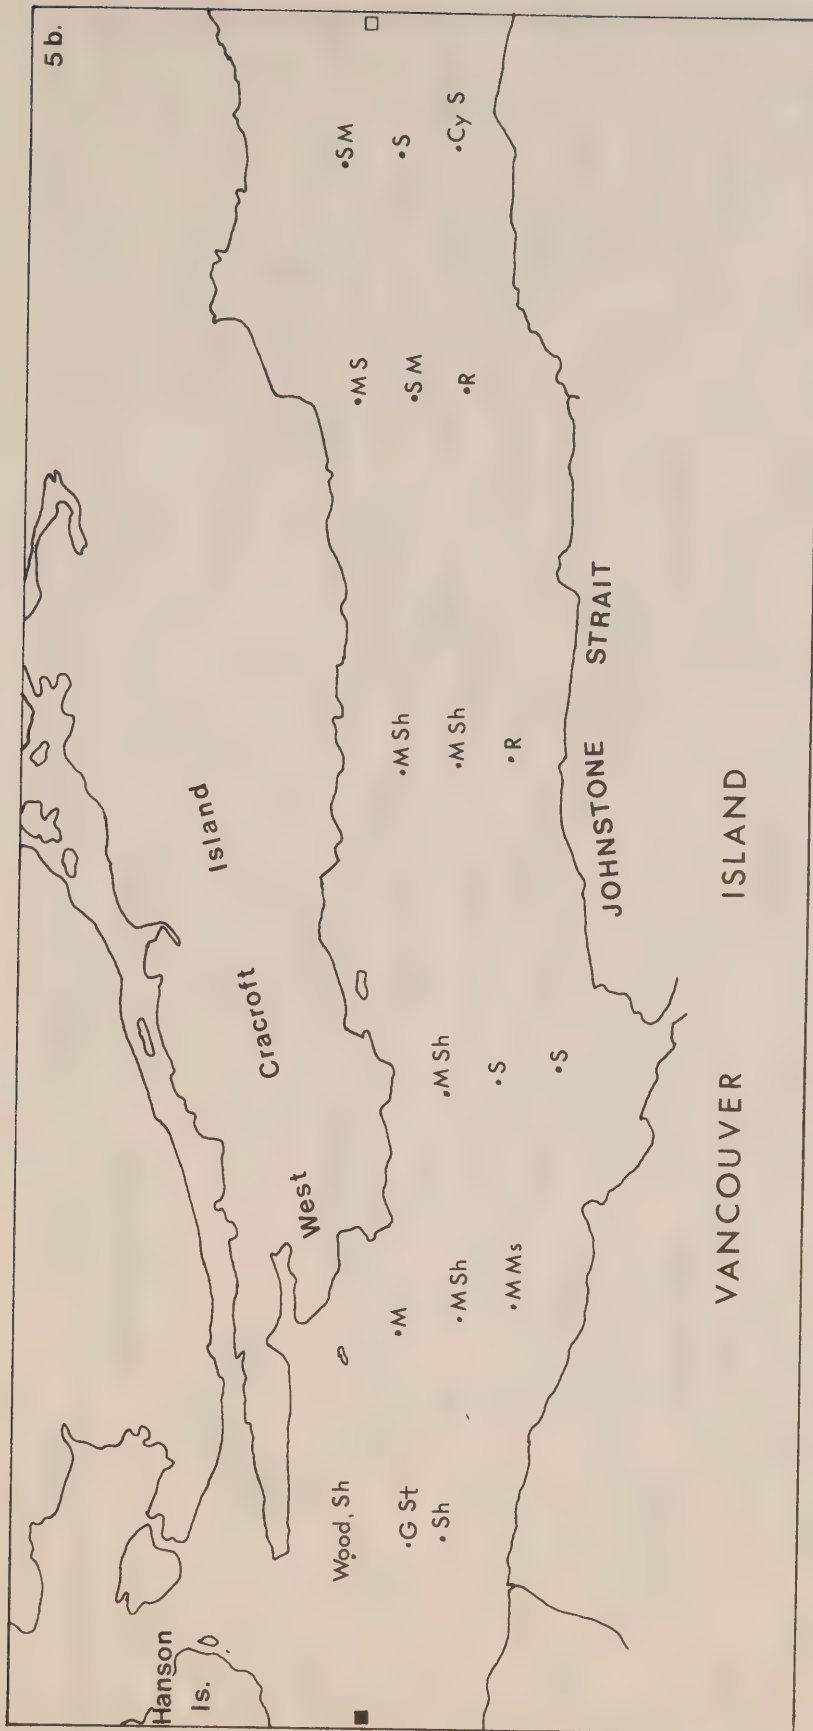 5b.
Hanson
Is.
West Cracroft Island
Wood, Sh
G St
Sh
M
M Sh
M Ms
M Sh
S
S
M Sh
M Sh
R
M S
S M
R
S M
S
Cy S
JOHNSTONE STRAIT
VANCOUVER ISLAND